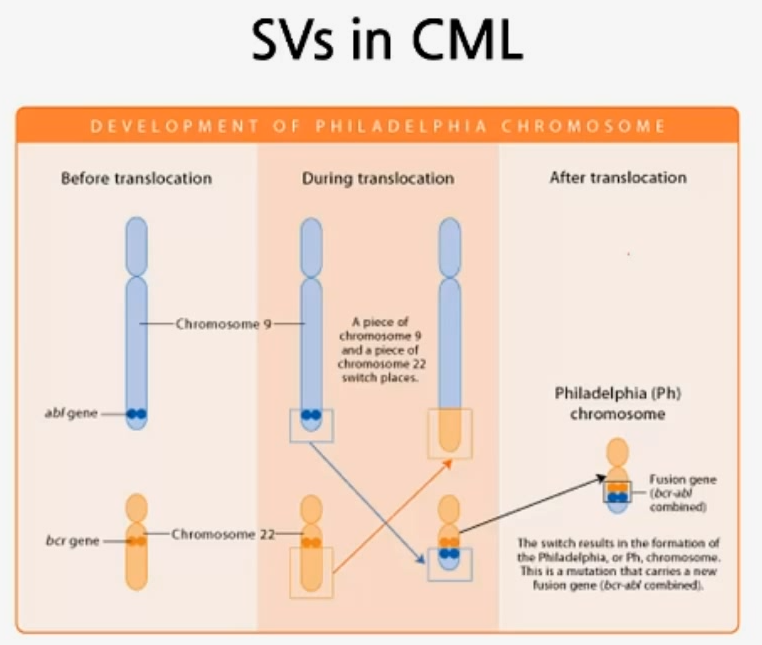 SVs in CML
DEVELOPMENT OF PHILADELPHIA CHROMOSOME
Before translocation
During translocation
After translocation
Chromosome 9
A piece of
chromosome 9
and a piece of
chromosome 22
switch places.
abl gene
Philadelphia (Ph)
chromosome
Fusion gene
(bcr-abl
combined)
bcr gene
Chromosome 22
The switch results in the formation of
the Philadelphia, or Ph, chromosome.
This is a mutation that carries a new
fusion gene (bcr-abl combined).